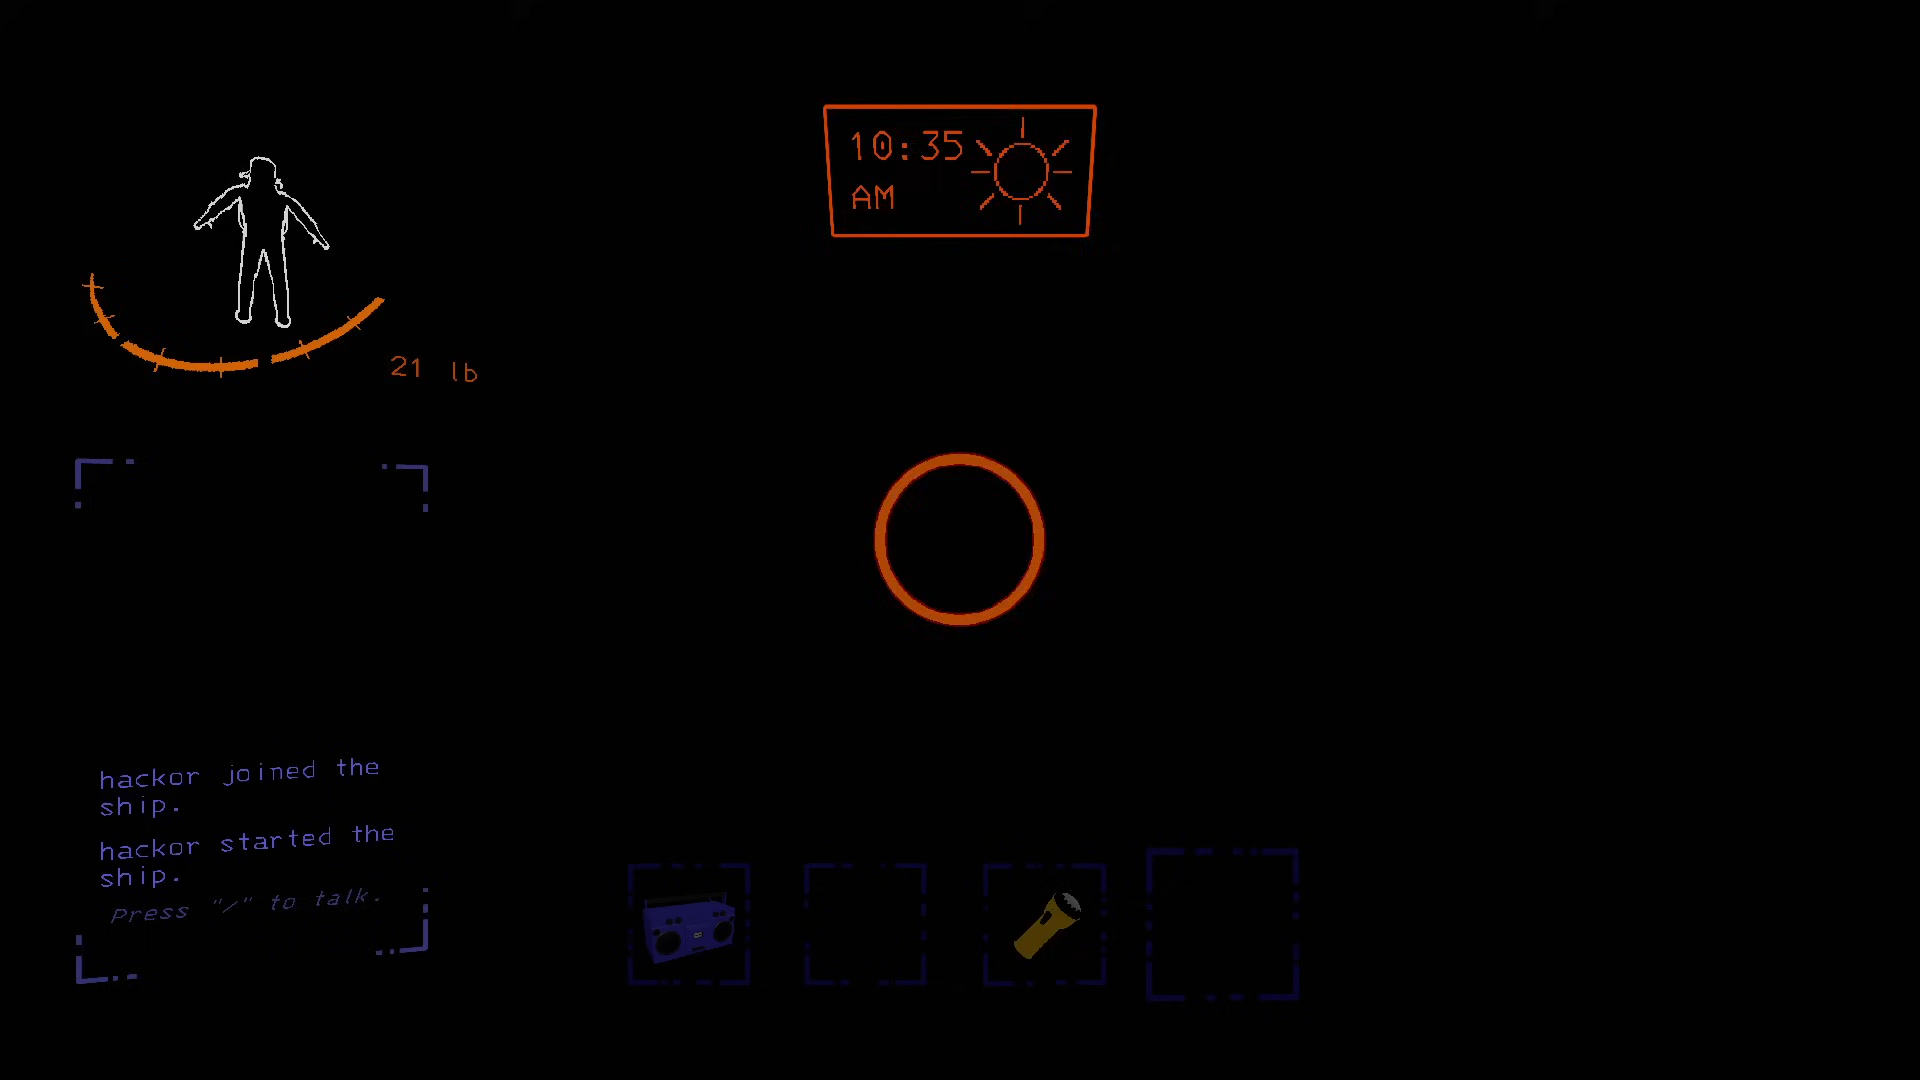 10:35
AM
21 lb
hackor joined the
ship.
hackor started the
ship.
Press "/" to talk.